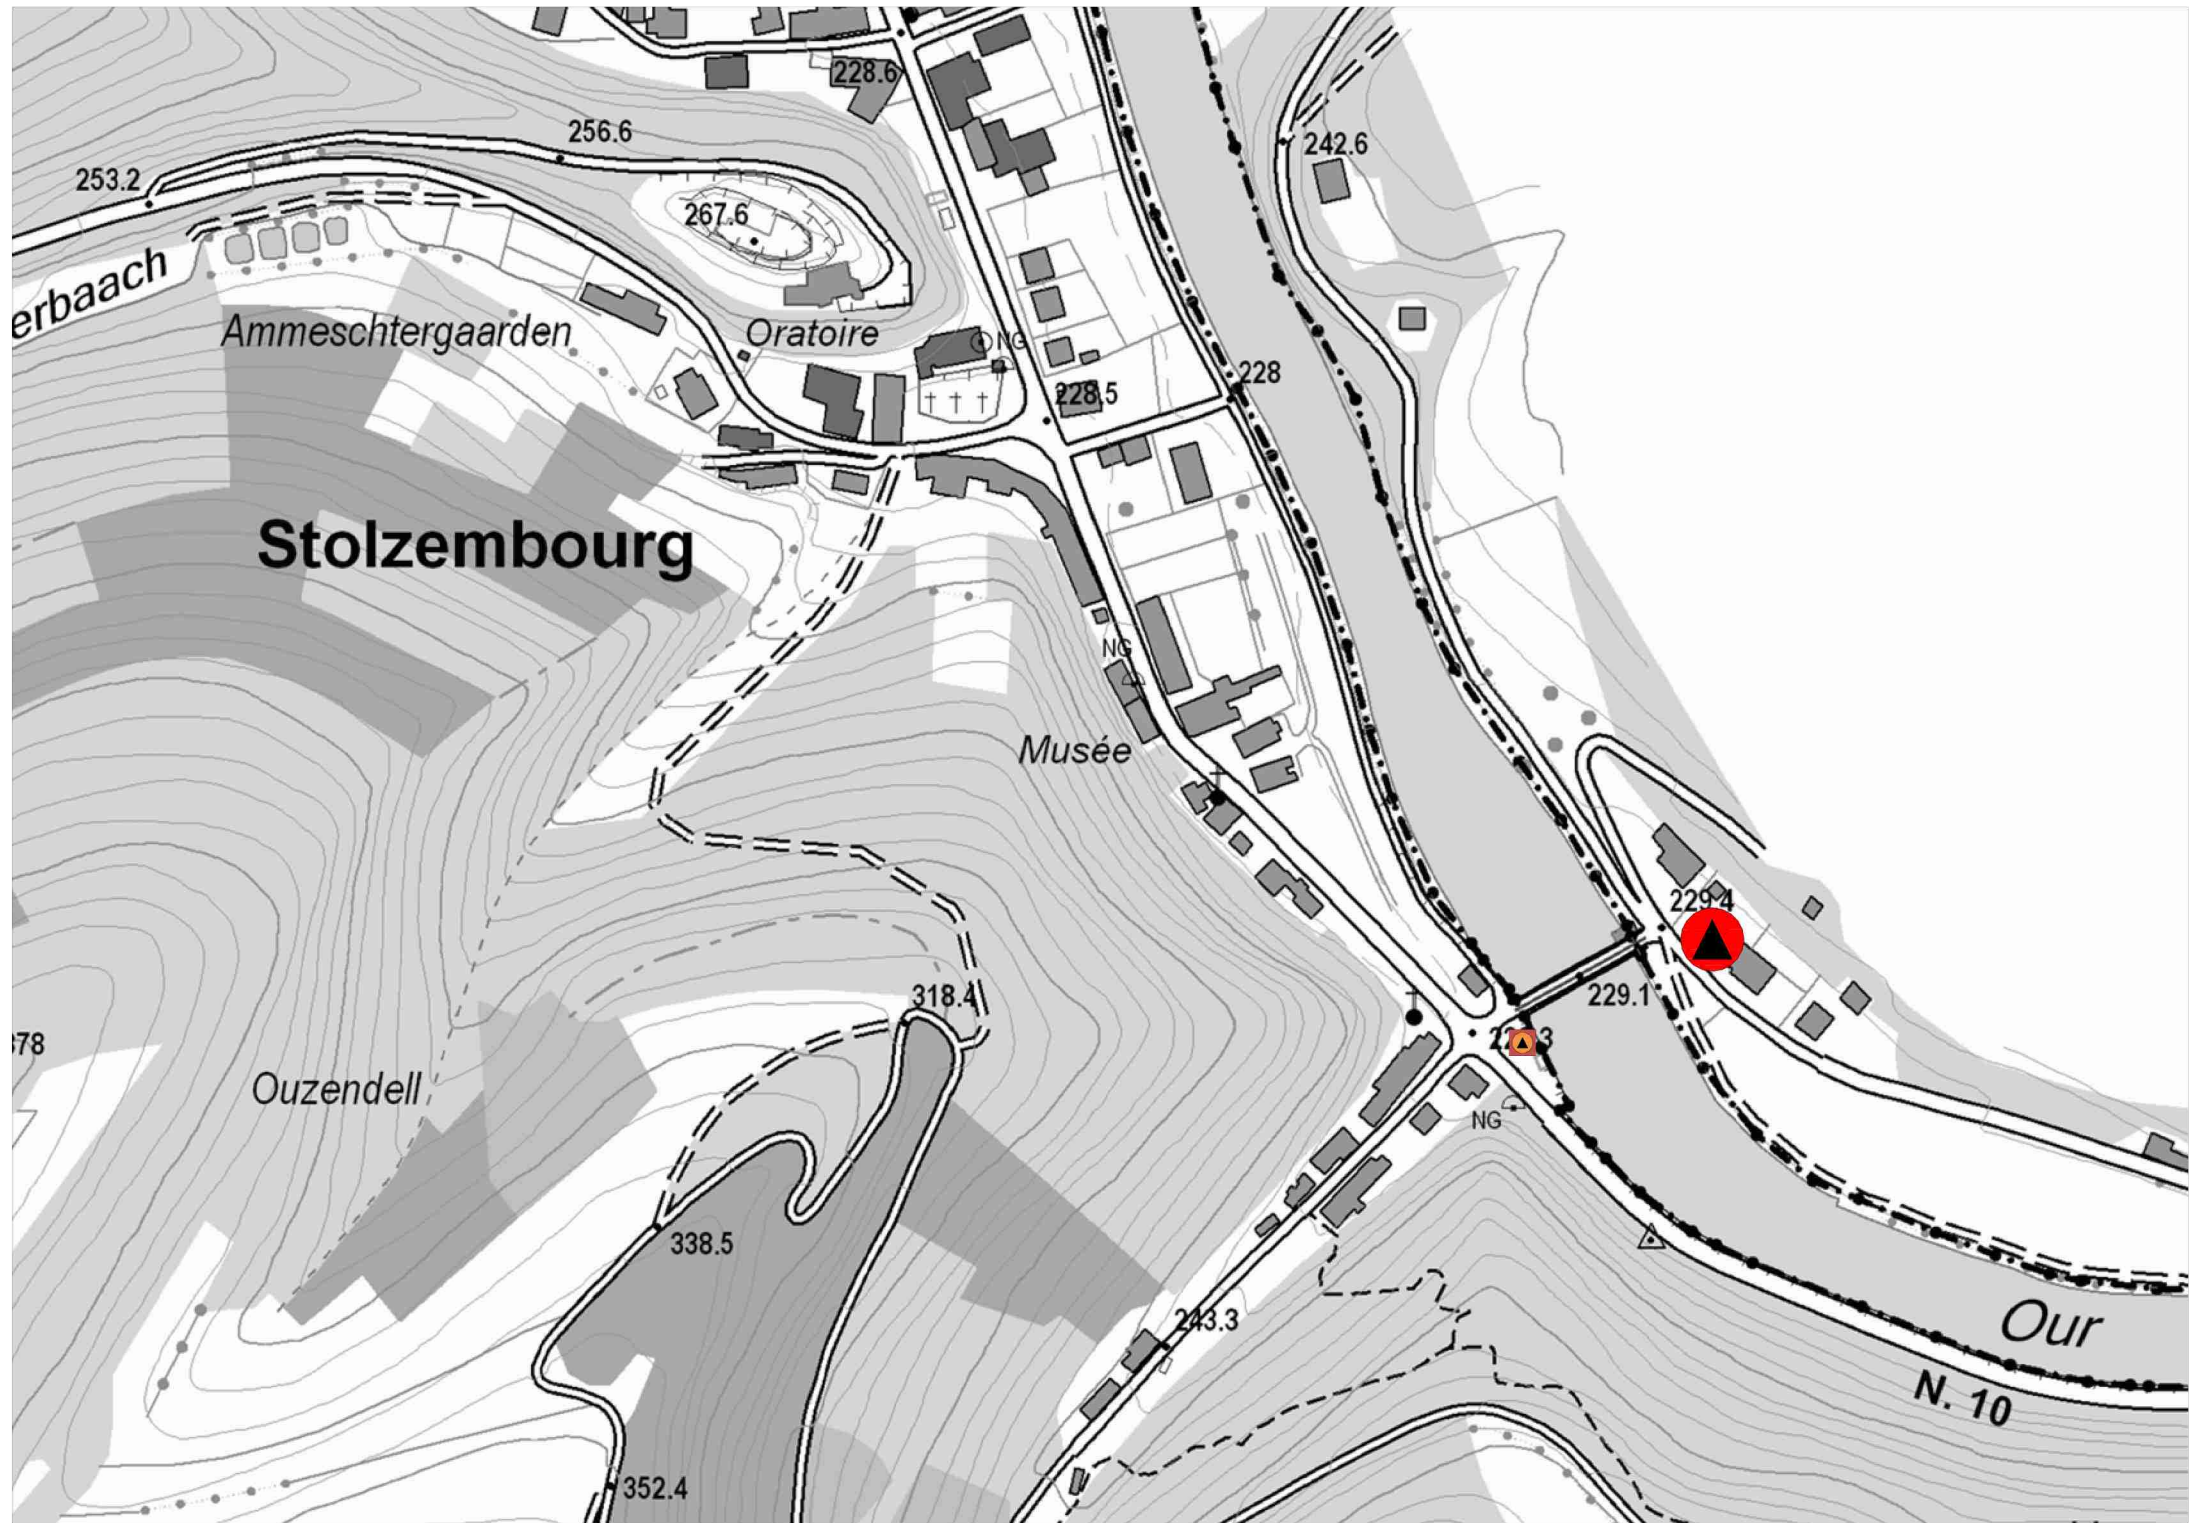 228.6
256.6
242.6
253.2
267.6
erbaach
Ammeschtergaarden
Oratoire
NG
228
228.5
Stolzembourg
NG
Musée
229.4
318.4
229.1
378
Ouzendell
NG
338.5
243.3
Our
N. 10
352.4